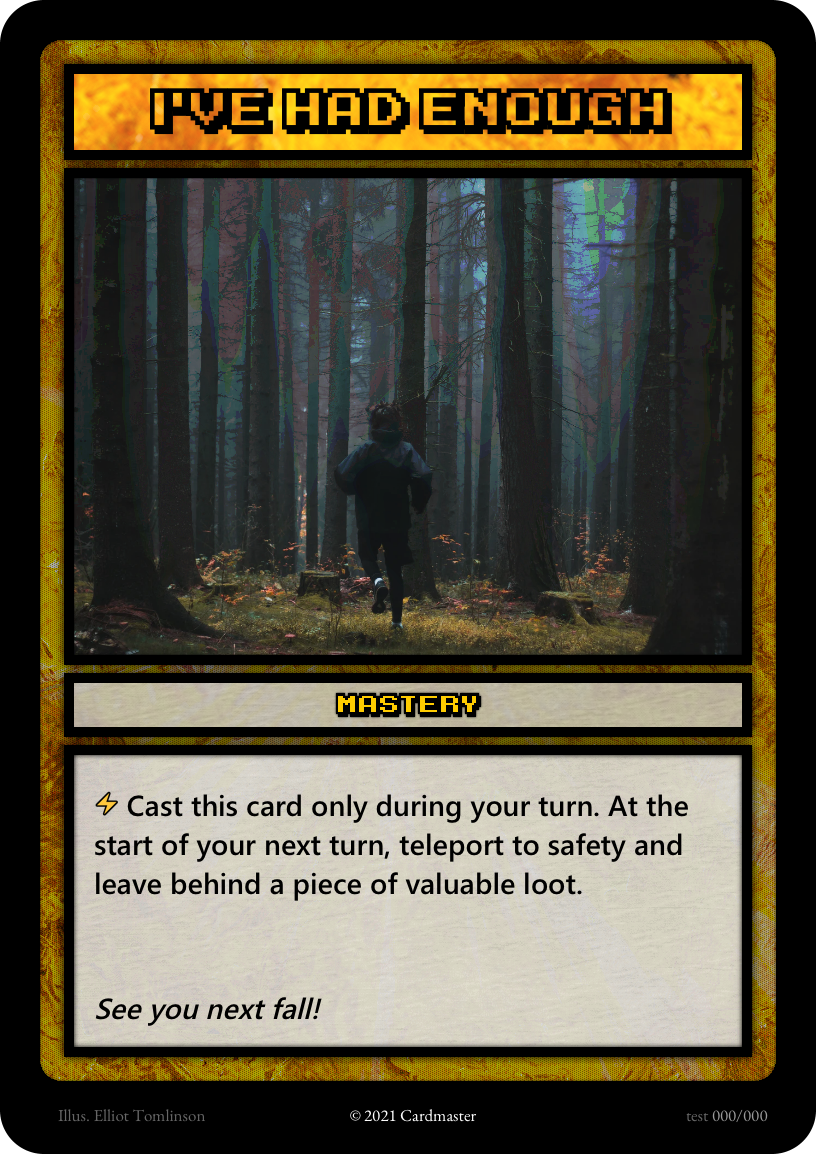 I'VE HAD ENOUGH
MASTERY
⚡ Cast this card only during your turn. At the
start of your next turn, teleport to safety and
leave behind a piece of valuable loot.
See you next fall!
Illus. Elliot Tomlinson
© 2021 Cardmaster
test 000/000